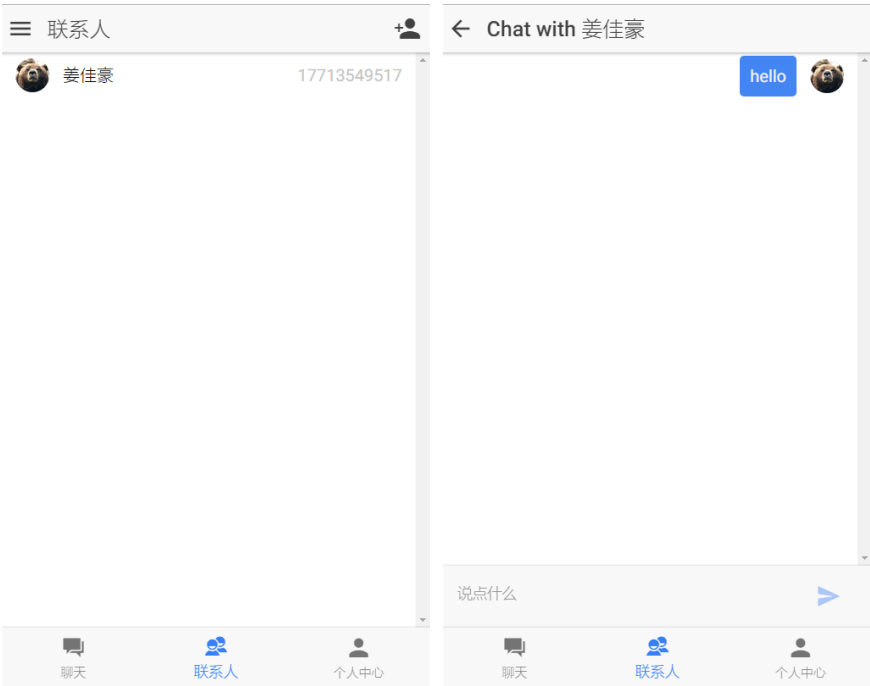 联系人
姜佳豪 17713549517
聊天 联系人 个人中心
Chat with 姜佳豪
hello
说点什么
聊天 联系人 个人中心